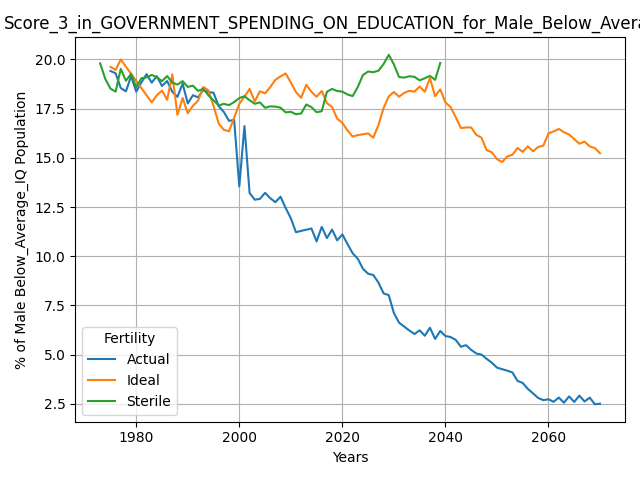 Score_3_in_GOVERNMENT_SPENDING_ON_EDUCATION_for_Male_Below_Avera
% of Male Below_Average_IQ Population
20.0
17.5
15.0
12.5
10.0
7.5
5.0
2.5
Fertility
Actual
Ideal
Sterile
1980
2000
2020
2040
2060
Years